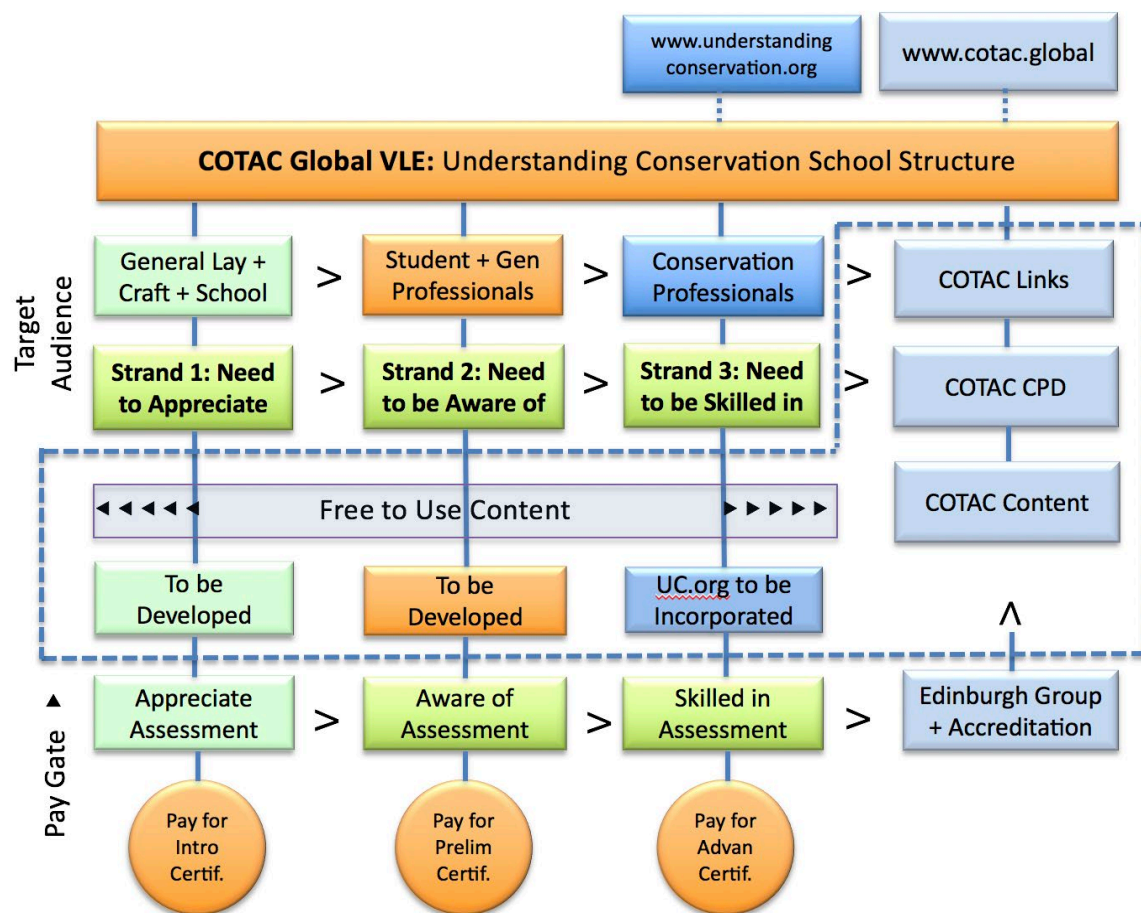 www.understanding
conservation.org
www.cotac.global
COTAC Global VLE: Understanding Conservation School Structure
Target
Audience
General Lay +
Craft + School
>
Student + Gen
Professionals
>
Conservation
Professionals
>
COTAC Links
Strand 1: Need
to Appreciate
>
Strand 2: Need
to be Aware of
>
Strand 3: Need
to be Skilled in
>
COTAC CPD
Free to Use Content
COTAC Content
To be
Developed
To be
Developed
UC.org to be
Incorporated
>
Pay Gate ►
Appreciate
Assessment
>
Aware of
Assessment
>
Skilled in
Assessment
>
Edinburgh Group
+ Accreditation
Pay for
Intro
Certif.
Pay for
Prelim
Certif.
Pay for
Advan
Certif.